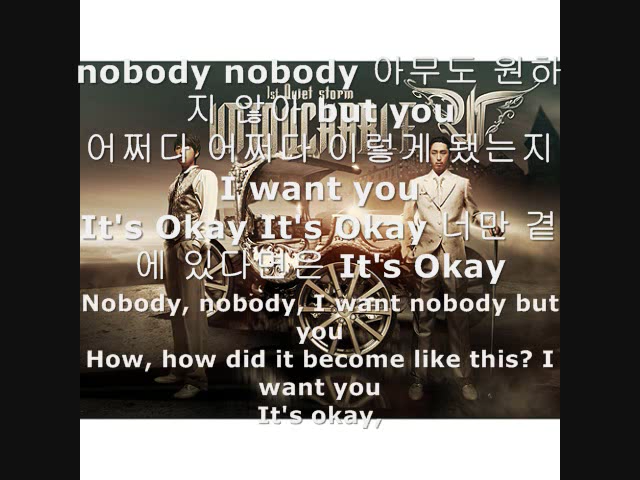 nobody nobody 아무도 원하
지 않아 but you
어쩌다 어쩌다 이렇게 됐는지
I want you
It's Okay It's Okay 너만 곁
에 있다면은 It's Okay
Nobody, nobody, I want nobody but
you
How, how did it become like this? I
want you
It's okay,
1st Quiet storm